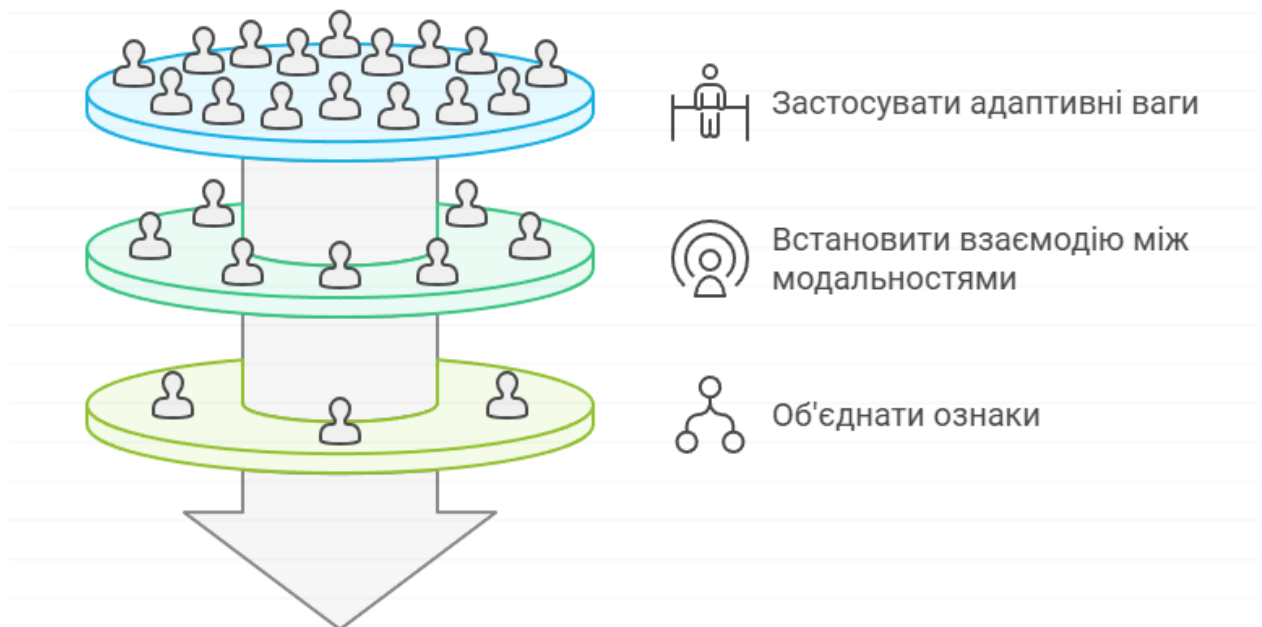 Застосувати адаптивні ваги
Встановити взаємодію між
модальностями
Об'єднати ознаки